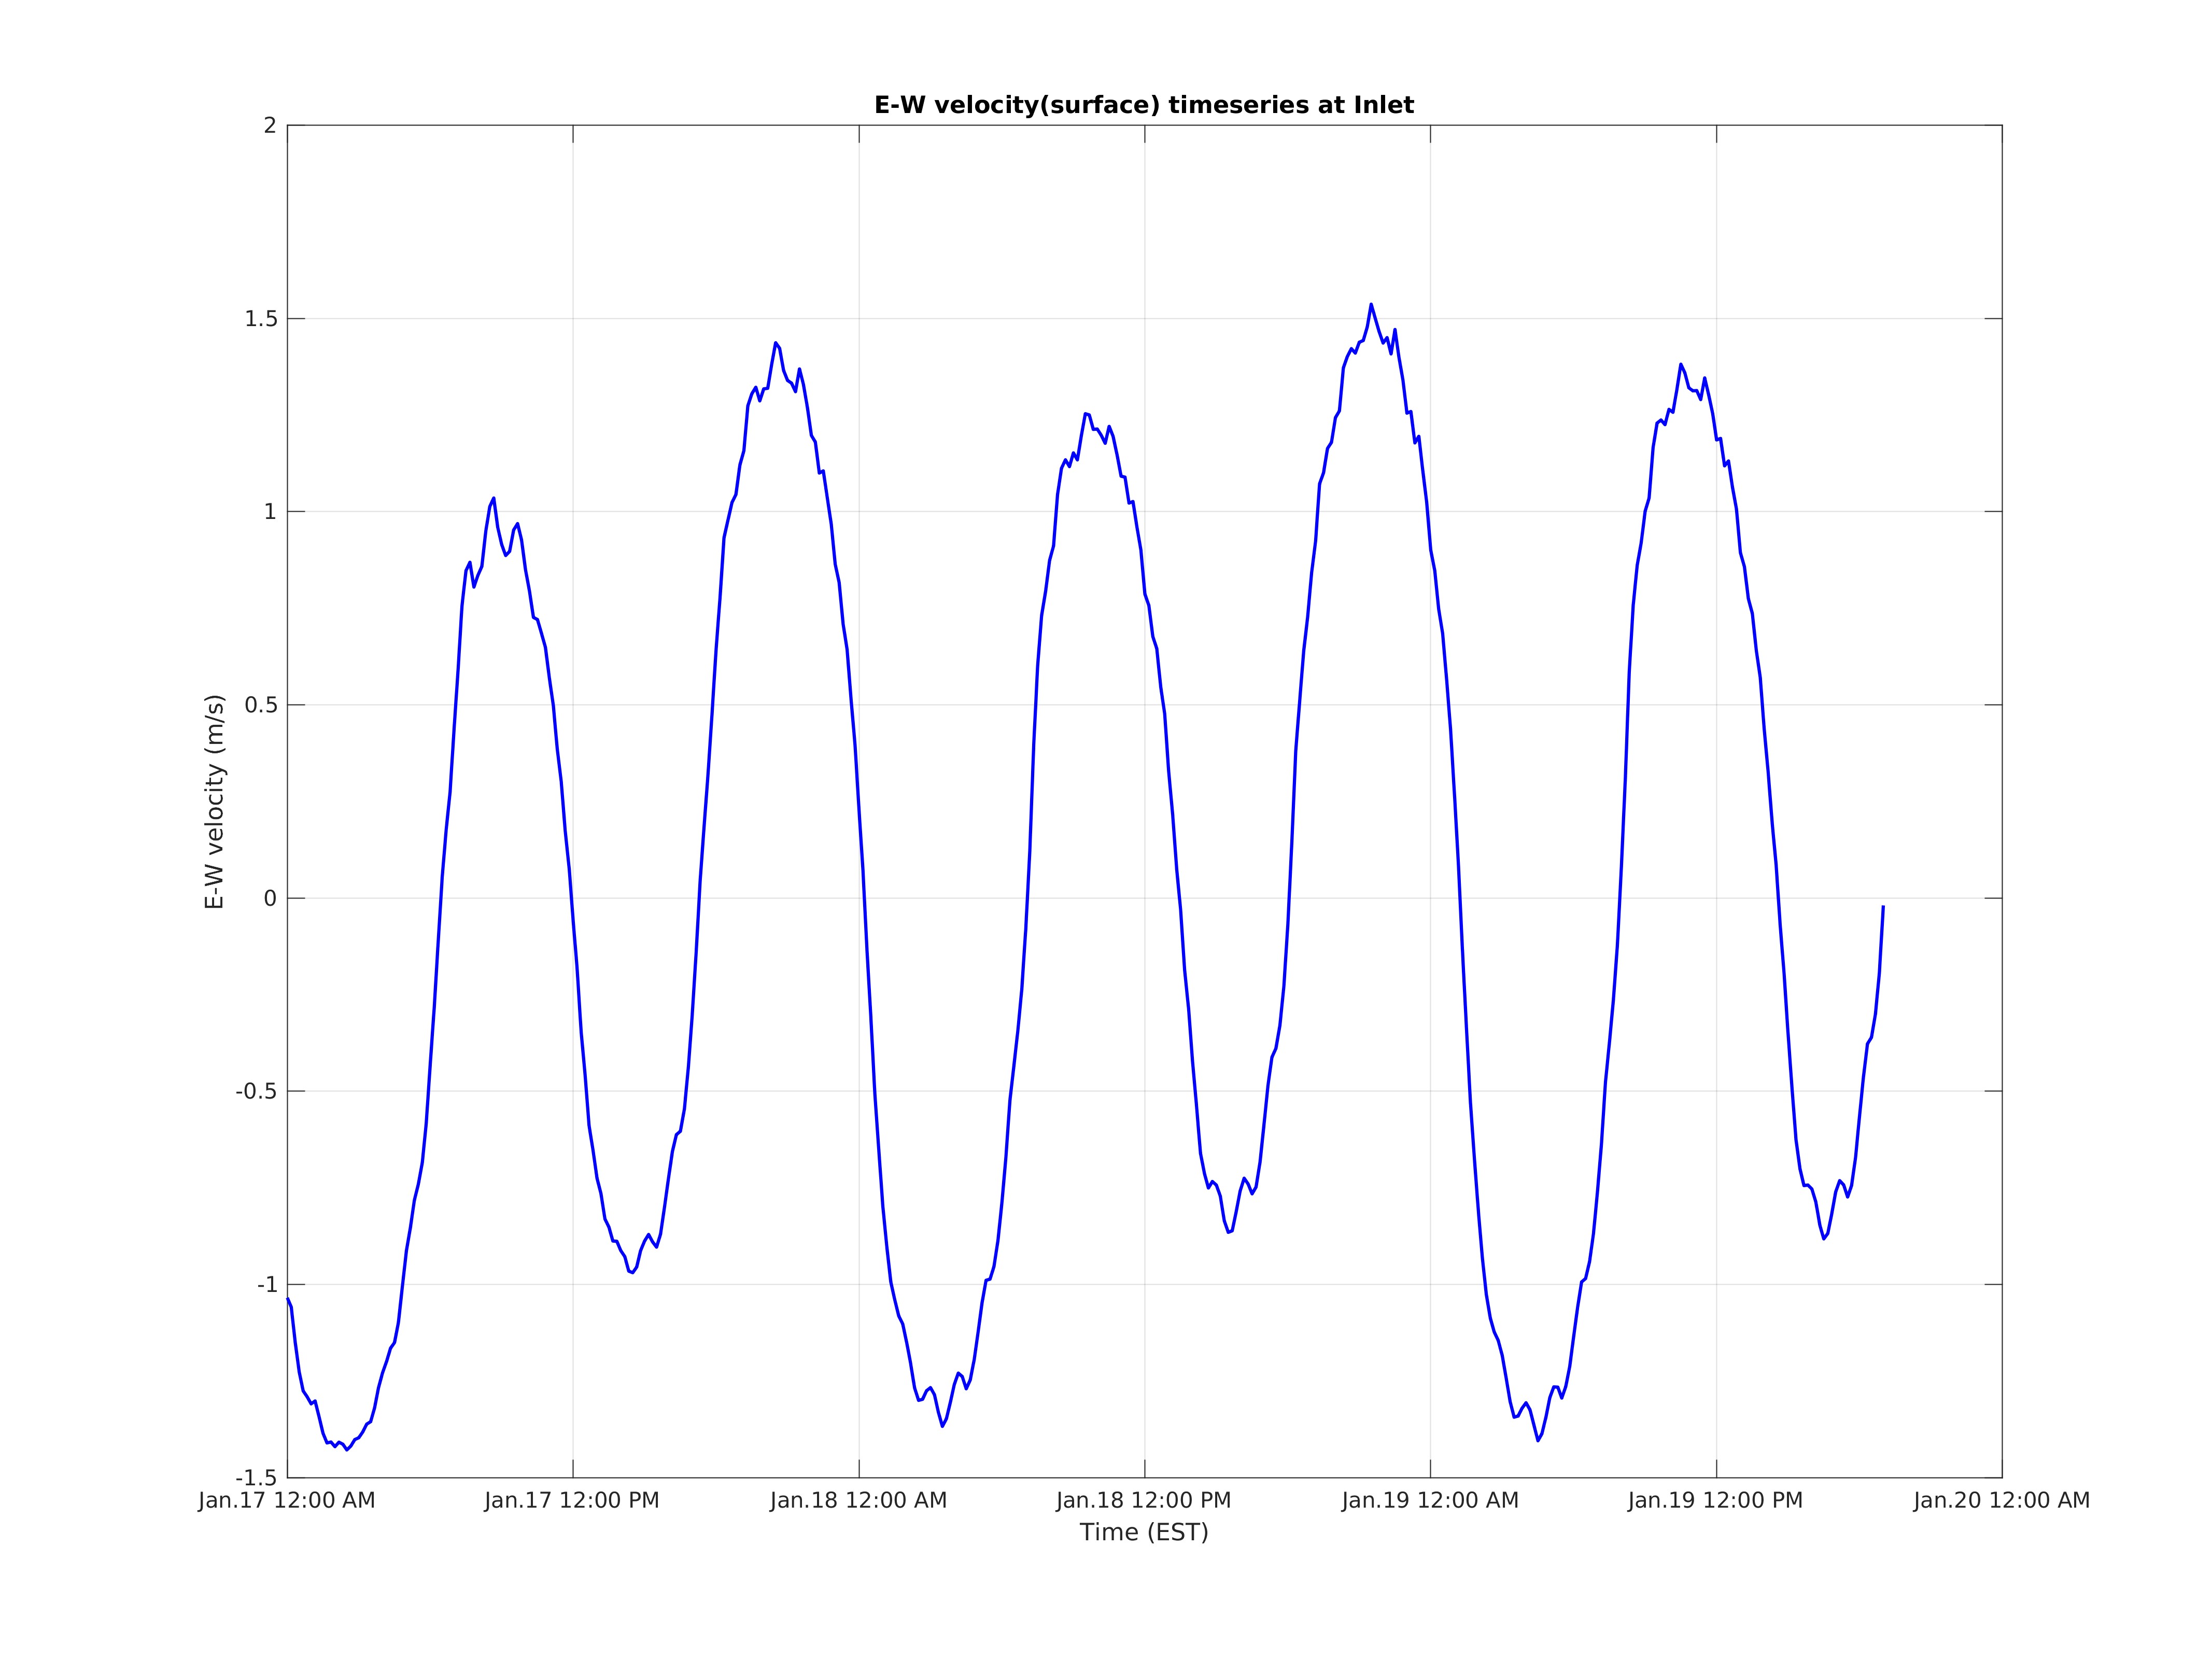 E-W velocity(surface) timeseries at Inlet
2
1.5
1
0.5
0
-0.5
-1
-1.5
E-W velocity (m/s)
Jan.17 12:00 AM
Jan.17 12:00 PM
Jan.18 12:00 AM
Jan.18 12:00 PM
Jan.19 12:00 AM
Jan.19 12:00 PM
Jan.20 12:00 AM
Time (EST)